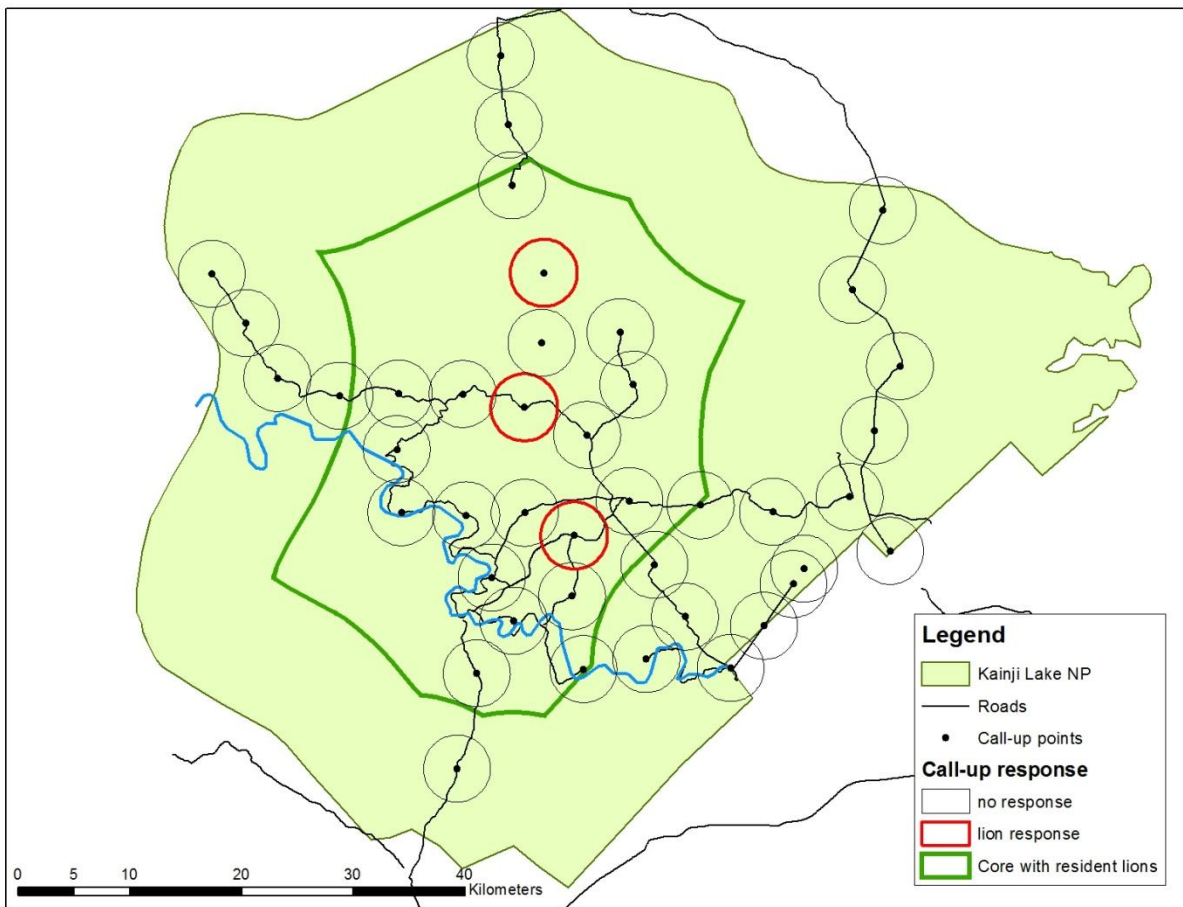 Legend
Kainji Lake NP
Roads
Call-up points
Call-up response
no response
lion response
Core with resident lions
0 5 10 20 30 40
Kilometers